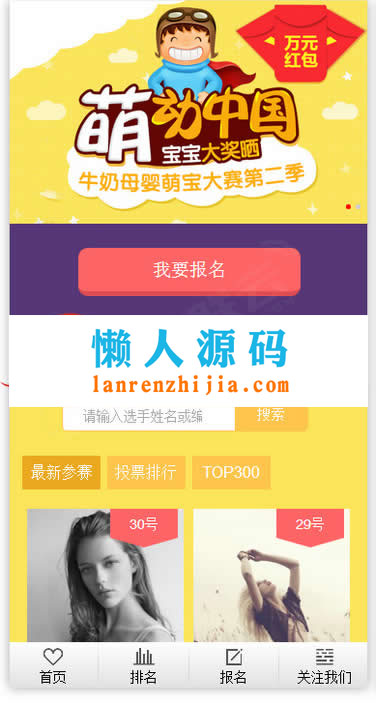 万元
红包
萌动中国
宝宝大奖晒
牛奶母婴萌宝大赛第二季
我要报名
懒人源码
lanrenzhijia.com
请输入选手姓名或编
搜索
最新参赛
投票排行
TOP300
30号
29号
首页
排名
报名
关注我们